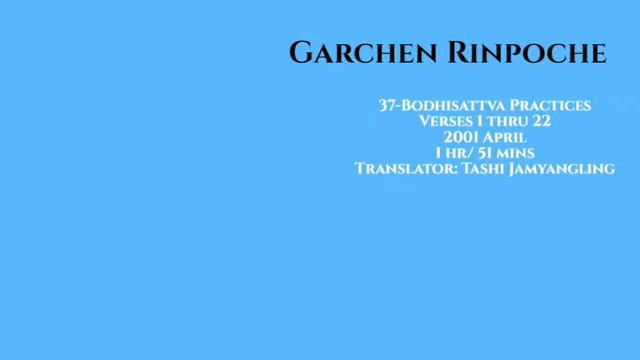 Garchen Rinpoche
37-Bodhisattva Practices
Verses 1 thru 22
2001 April
1 hr/ 51 mins
Translator: Tashi Jamyangling